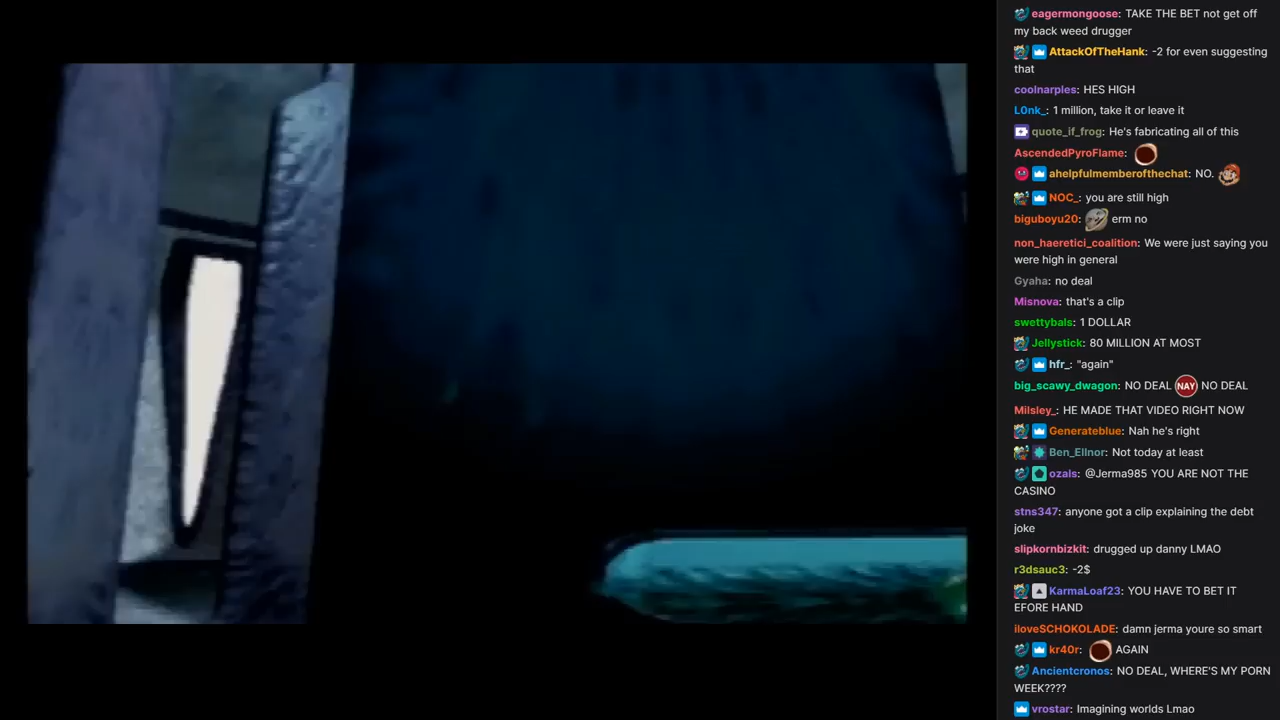 eagermongoose: TAKE THE BET not get off
my back weed drugger
AttackOfTheHank: -2 for even suggesting
that
coolnarples: HES HIGH
L0nk_: 1 million, take it or leave it
quote_if_frog: He's fabricating all of this
AscendedPyroFlame:
ahelpfulmemberofthechat: NO.
NOC_: you are still high
biguboyu20: erm no
non_haeretici_coalition: We were just saying you
were high in general
Gyaha: no deal
Misnova: that's a clip
swettybals: 1 DOLLAR
Jellystick: 80 MILLION AT MOST
hfr_: "again"
big_scawy_dwagon: NO DEAL NAY NO DEAL
Milsley_: HE MADE THAT VIDEO RIGHT NOW
Generateblue: Nah he's right
Ben_Ellnor: Not today at least
ozals: @Jerma985 YOU ARE NOT THE
CASINO
stns347: anyone got a clip explaining the debt
joke
slipkornbizkit: drugged up danny LMAO
r3dsauc3: -2$
KarmaLoaf23: YOU HAVE TO BET IT
EFORE HAND
iloveSCHOKOLADE: damn jerma youre so smart
kr40r: AGAIN
Ancientcronos: NO DEAL, WHERE'S MY PORN
WEEK????
vrostar: Imagining worlds Lmao